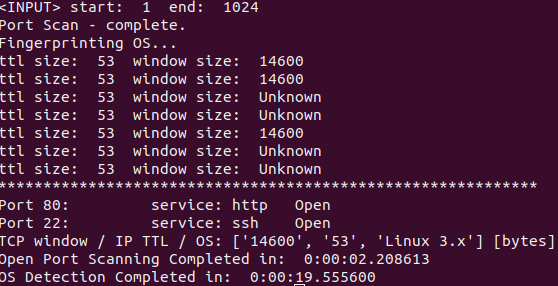 <INPUT> start:  1  end:  1024
Port Scan - complete.
Fingerprinting OS...
ttl size:  53  window size:  14600
ttl size:  53  window size:  14600
ttl size:  53  window size:  Unknown
ttl size:  53  window size:  Unknown
ttl size:  53  window size:  14600
ttl size:  53  window size:  Unknown
ttl size:  53  window size:  Unknown
************************************************************
Port 80:         service: http   Open
Port 22:         service: ssh    Open
TCP window / IP TTL / OS: ['14600', '53', 'Linux 3.x'] [bytes]
Open Port Scanning Completed in:  0:00:02.208613
OS Detection Completed in:  0:00:19.555600